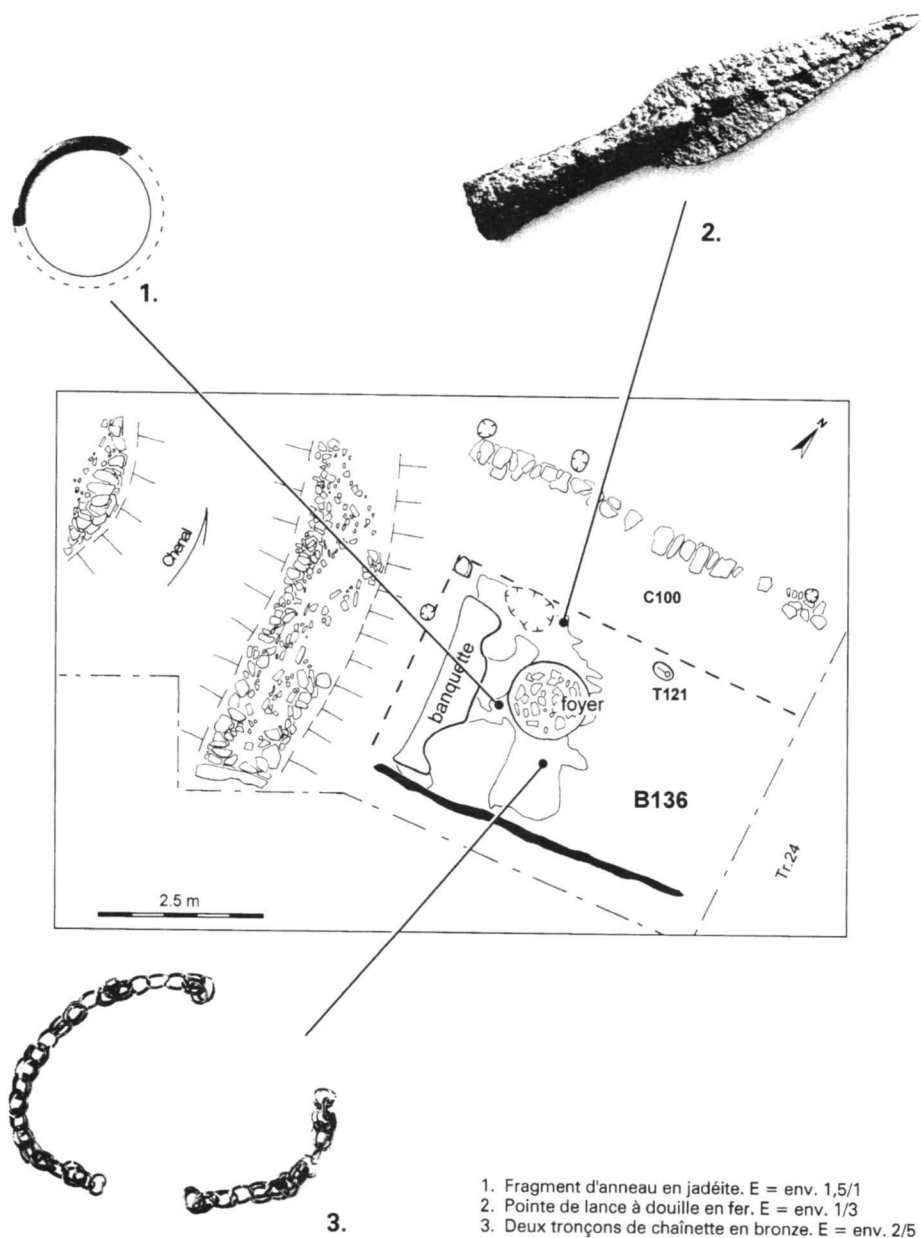 1.
2.
N
Chenal
C100
banquette
foyer
T121
B136
Tr.24
2.5 m
3.
1. Fragment d'anneau en jadéite. E = env. 1,5/1
2. Pointe de lance à douille en fer. E = env. 1/3
3. Deux tronçons de chaînette en bronze. E = env. 2/5